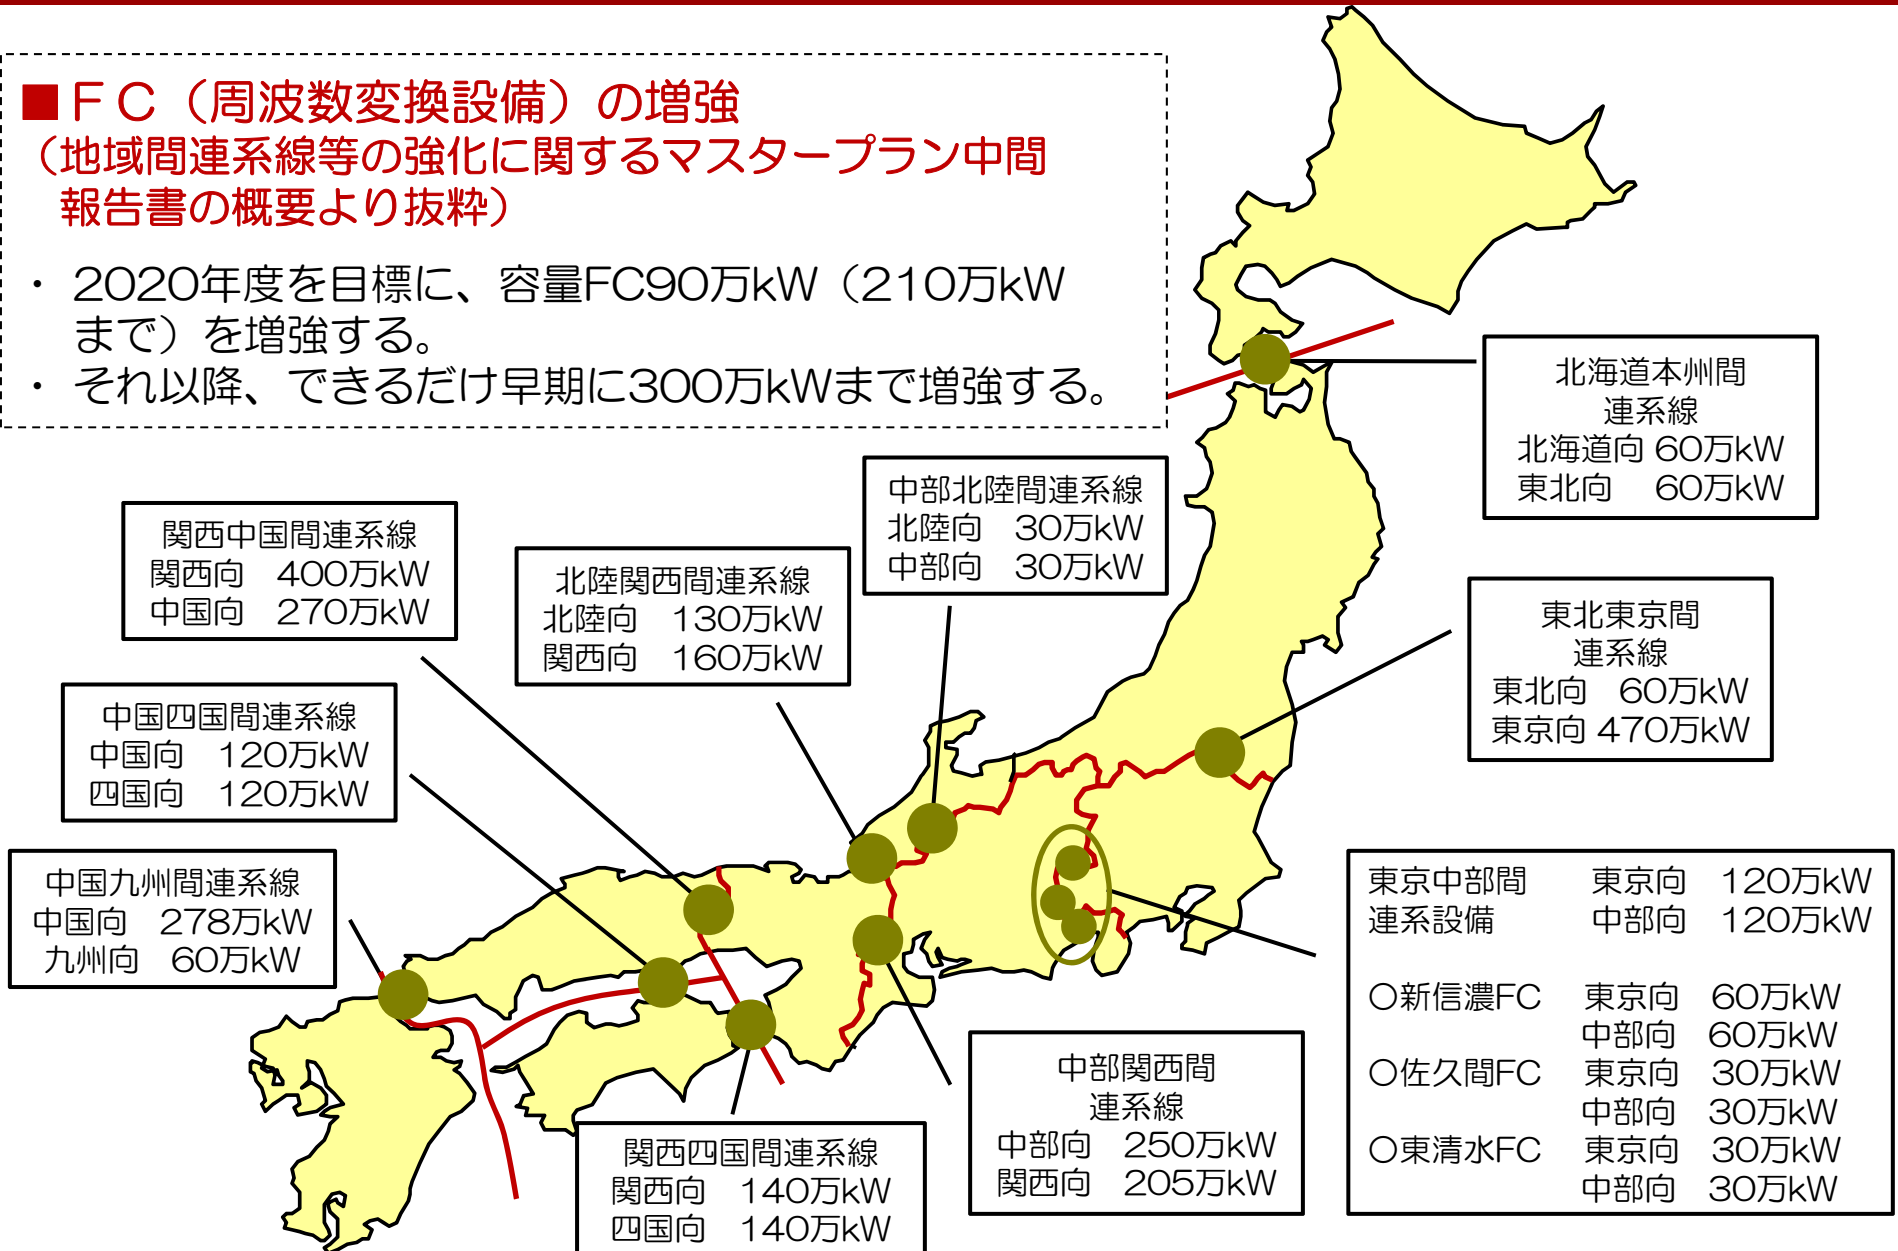 ■ＦＣ（周波数変換設備）の増強
（地域間連系線等の強化に関するマスタープラン中間
報告書の概要より抜粋）
・ 2020年度を目標に、容量FC90万kW（210万kW
まで）を増強する。
・ それ以降、できるだけ早期に300万kWまで増強する。
北海道本州間
連系線
北海道向 60万kW
東北向 60万kW
中部北陸間連系線
北陸向 30万kW
中部向 30万kW
関西中国間連系線
関西向 400万kW
中国向 270万kW
北陸関西間連系線
北陸向 130万kW
関西向 160万kW
東北東京間
連系線
東北向 60万kW
東京向 470万kW
中国四国間連系線
中国向 120万kW
四国向 120万kW
中国九州間連系線
中国向 278万kW
九州向 60万kW
東京中部間 東京向 120万kW
連系設備 中部向 120万kW
○新信濃FC 東京向 60万kW
中部向 60万kW
○佐久間FC 東京向 30万kW
中部向 30万kW
○東清水FC 東京向 30万kW
中部向 30万kW
中部関西間
連系線
中部向 250万kW
関西向 205万kW
関西四国間連系線
関西向 140万kW
四国向 140万kW